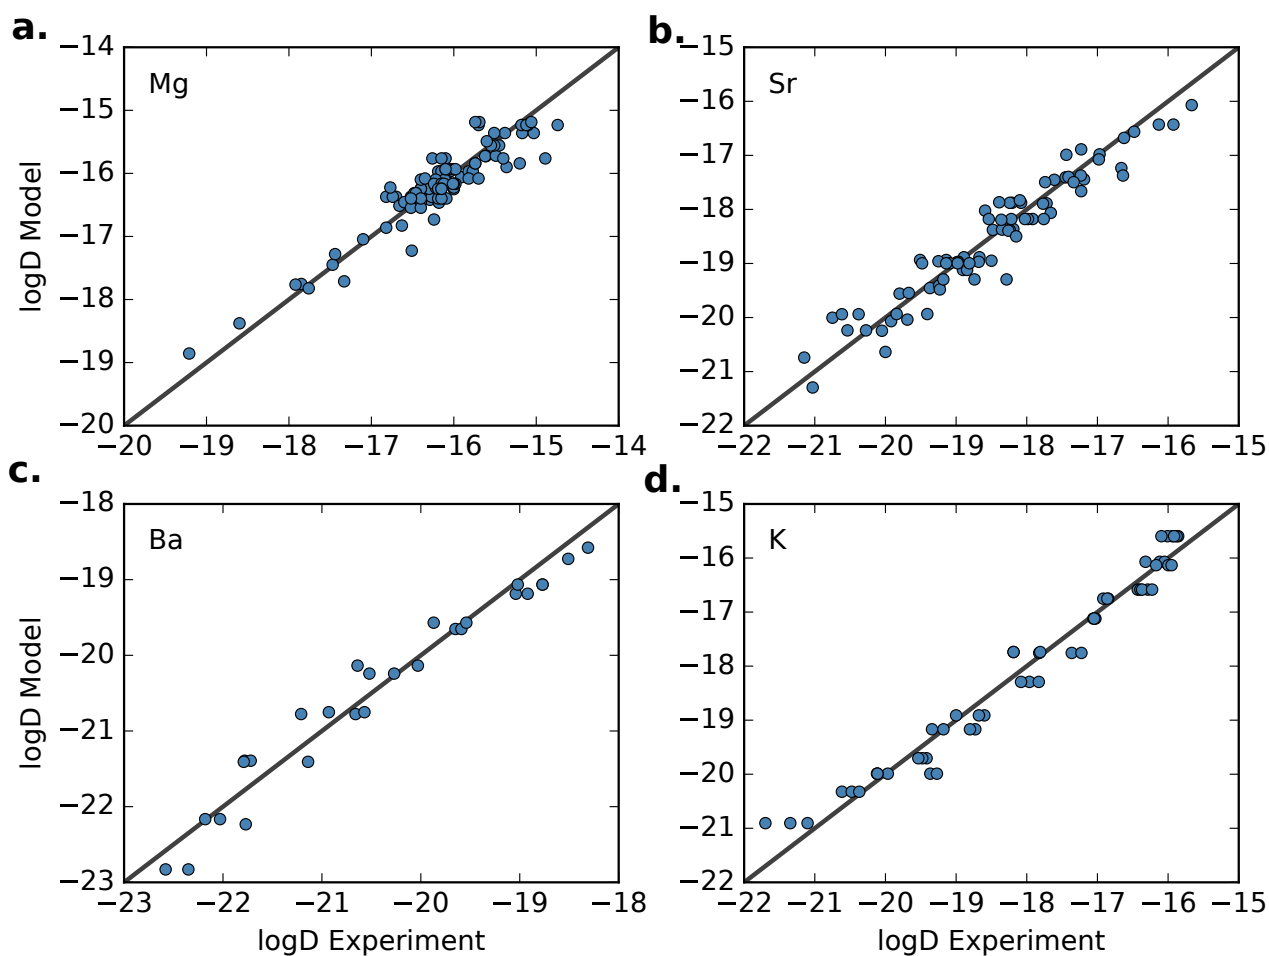 a.
Mg
logD Model
−14
−15
−16
−17
−18
−19
−20
−20 −19 −18 −17 −16 −15 −14
b.
Sr
−15
−16
−17
−18
−19
−20
−21
−22
−22 −21 −20 −19 −18 −17 −16 −15
c.
Ba
logD Model
−18
−19
−20
−21
−22
−23
−23 −22 −21 −20 −19 −18
logD Experiment
d.
K
−15
−16
−17
−18
−19
−20
−21
−22
−22 −21 −20 −19 −18 −17 −16 −15
logD Experiment